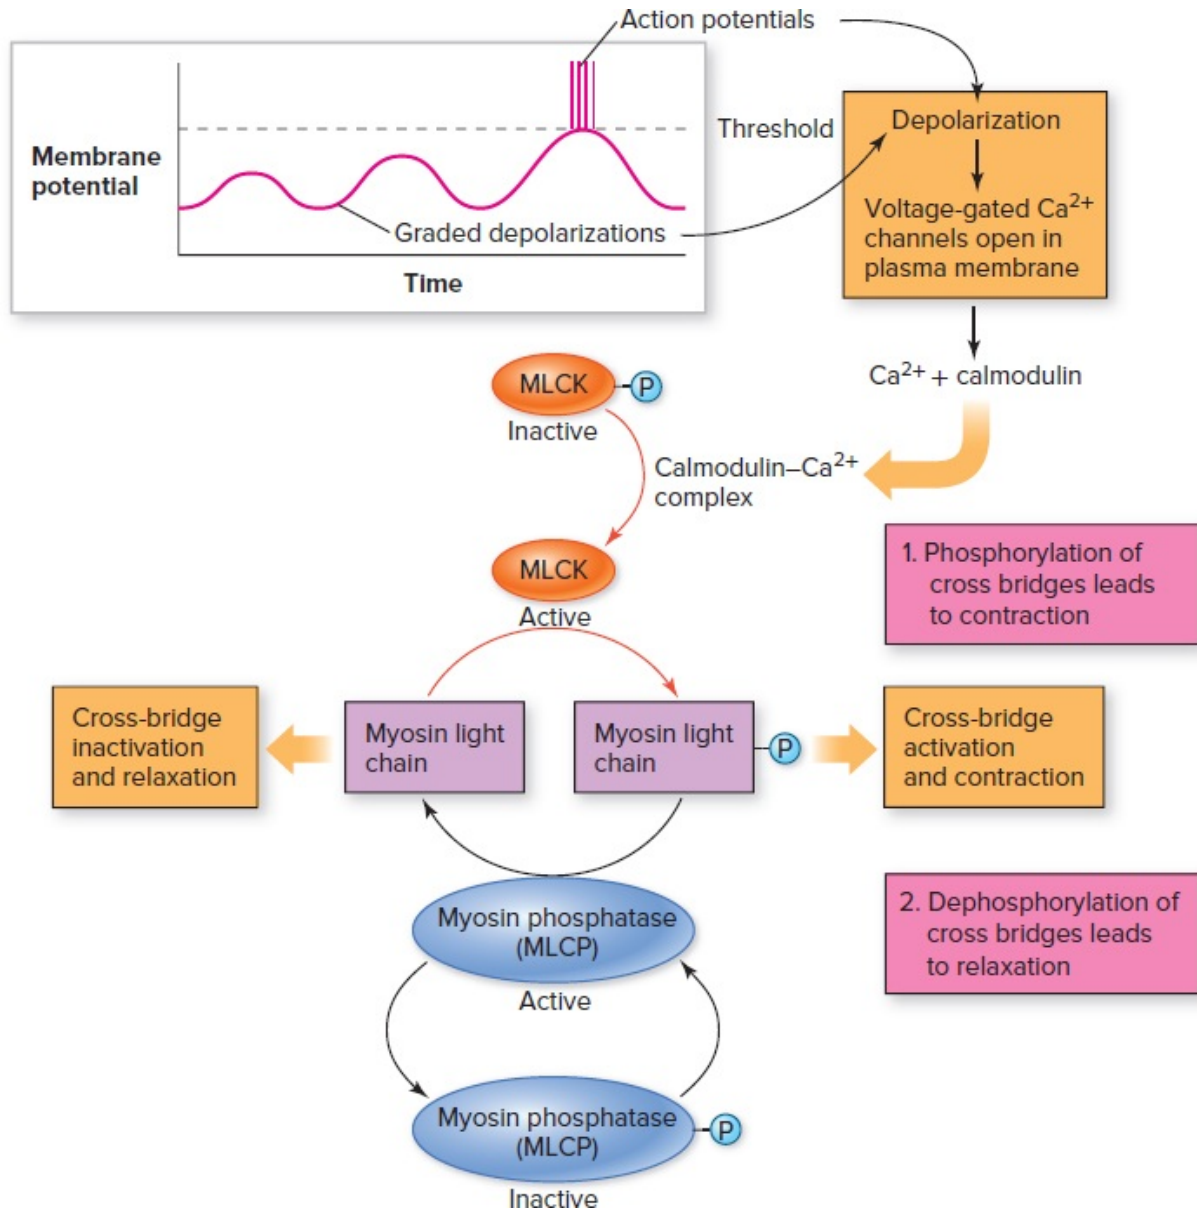 Action potentials
Membrane
potential
Threshold
Graded depolarizations
Time
Depolarization
Voltage-gated Ca²⁺
channels open in
plasma membrane
Ca²⁺ + calmodulin
MLCK
P
Inactive
Calmodulin–Ca²⁺
complex
MLCK
Active
1. Phosphorylation of
cross bridges leads
to contraction
Cross-bridge
inactivation
and relaxation
Myosin light
chain
Myosin light
chain
P
Cross-bridge
activation
and contraction
Myosin phosphatase
(MLCP)
Active
2. Dephosphorylation of
cross bridges leads
to relaxation
Myosin phosphatase
(MLCP)
P
Inactive